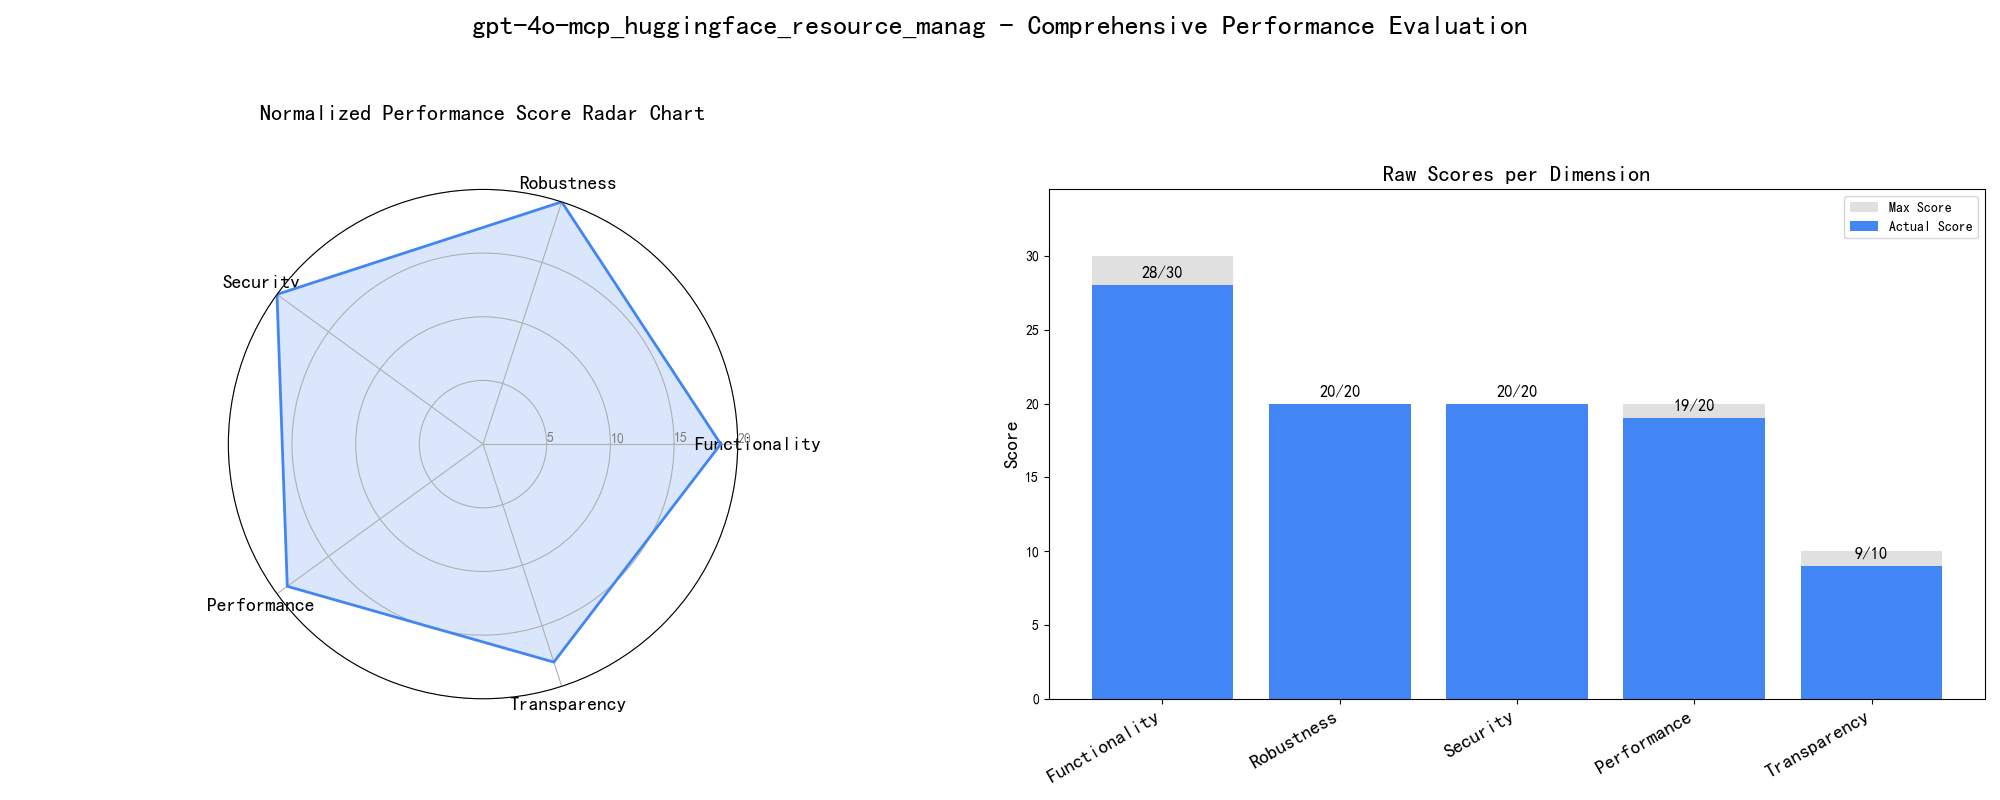 gpt-4o-mcp_huggingface_resource_manag - Comprehensive Performance Evaluation
Normalized Performance Score Radar Chart
Robustness
Security
Functionality
Performance
Transparency
5
10
15
20
Raw Scores per Dimension
Max Score
Actual Score
Score
30
25
20
15
10
5
0
28/30
20/20
20/20
19/20
9/10
Functionality
Robustness
Security
Performance
Transparency